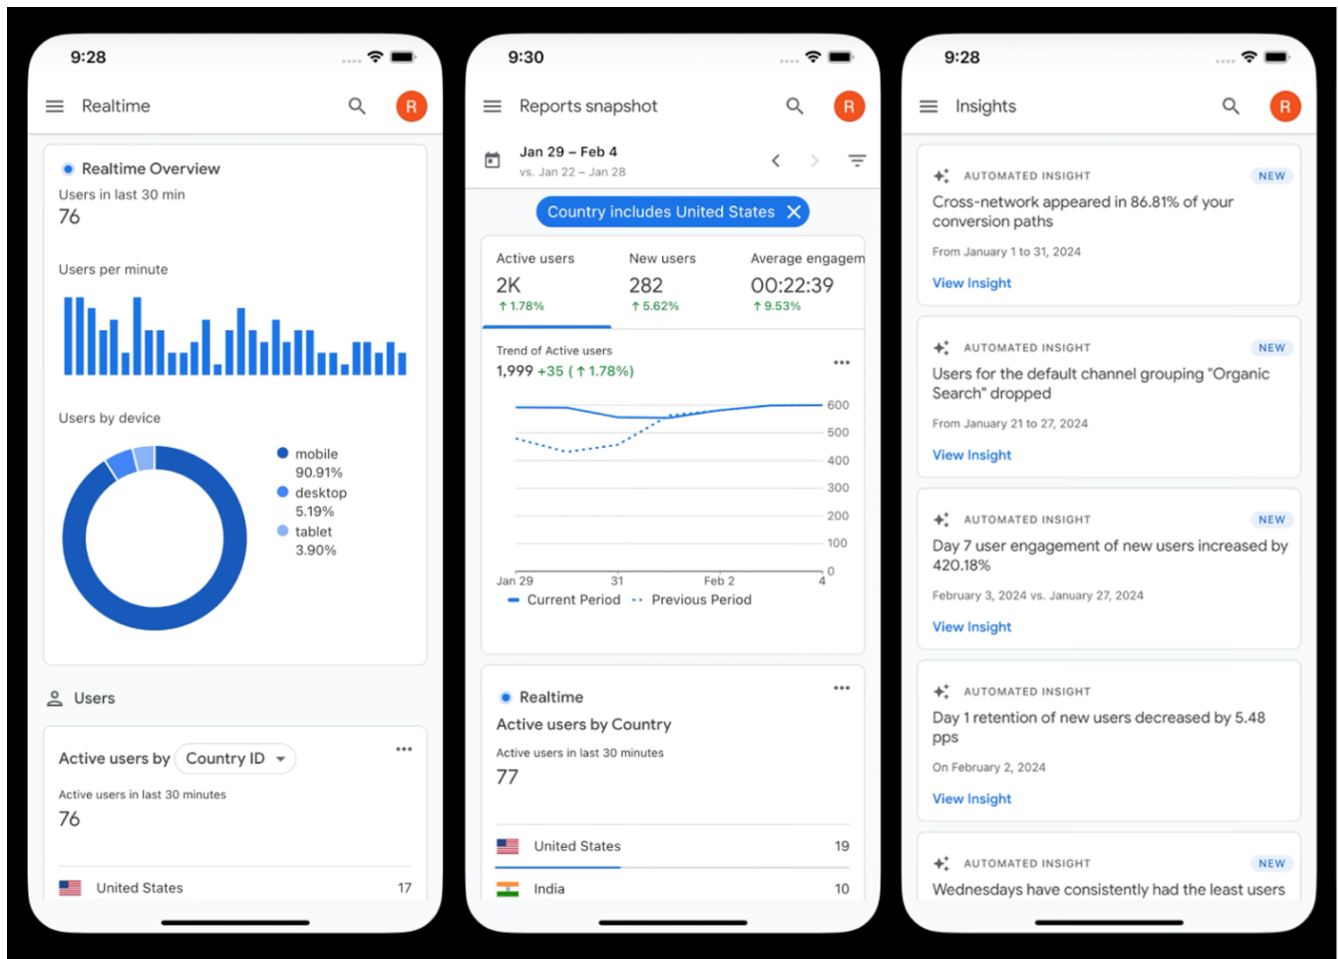 9:28
Realtime
R
Realtime Overview
Users in last 30 min
76
Users per minute
Users by device
mobile
90.91%
desktop
5.19%
tablet
3.90%
Users
Active users by Country ID
Active users in last 30 minutes
76
United States 17
9:30
Reports snapshot
R
Jan 29 – Feb 4
vs. Jan 22 – Jan 28
Country includes United States
Active users New users Average engagem
2K 282 00:22:39
↑ 1.78% ↑ 5.62% ↑ 9.53%
Trend of Active users
1,999 +35 (↑ 1.78%)
600
500
400
300
200
100
0
Jan 29 31 Feb 2 4
Current Period Previous Period
Realtime
Active users by Country
Active users in last 30 minutes
77
United States 19
India 10
9:28
Insights
R
AUTOMATED INSIGHT NEW
Cross-network appeared in 86.81% of your
conversion paths
From January 1 to 31, 2024
View Insight
AUTOMATED INSIGHT NEW
Users for the default channel grouping "Organic
Search" dropped
From January 21 to 27, 2024
View Insight
AUTOMATED INSIGHT NEW
Day 7 user engagement of new users increased by
420.18%
February 3, 2024 vs. January 27, 2024
View Insight
AUTOMATED INSIGHT
Day 1 retention of new users decreased by 5.48
pps
On February 2, 2024
View Insight
AUTOMATED INSIGHT NEW
Wednesdays have consistently had the least users